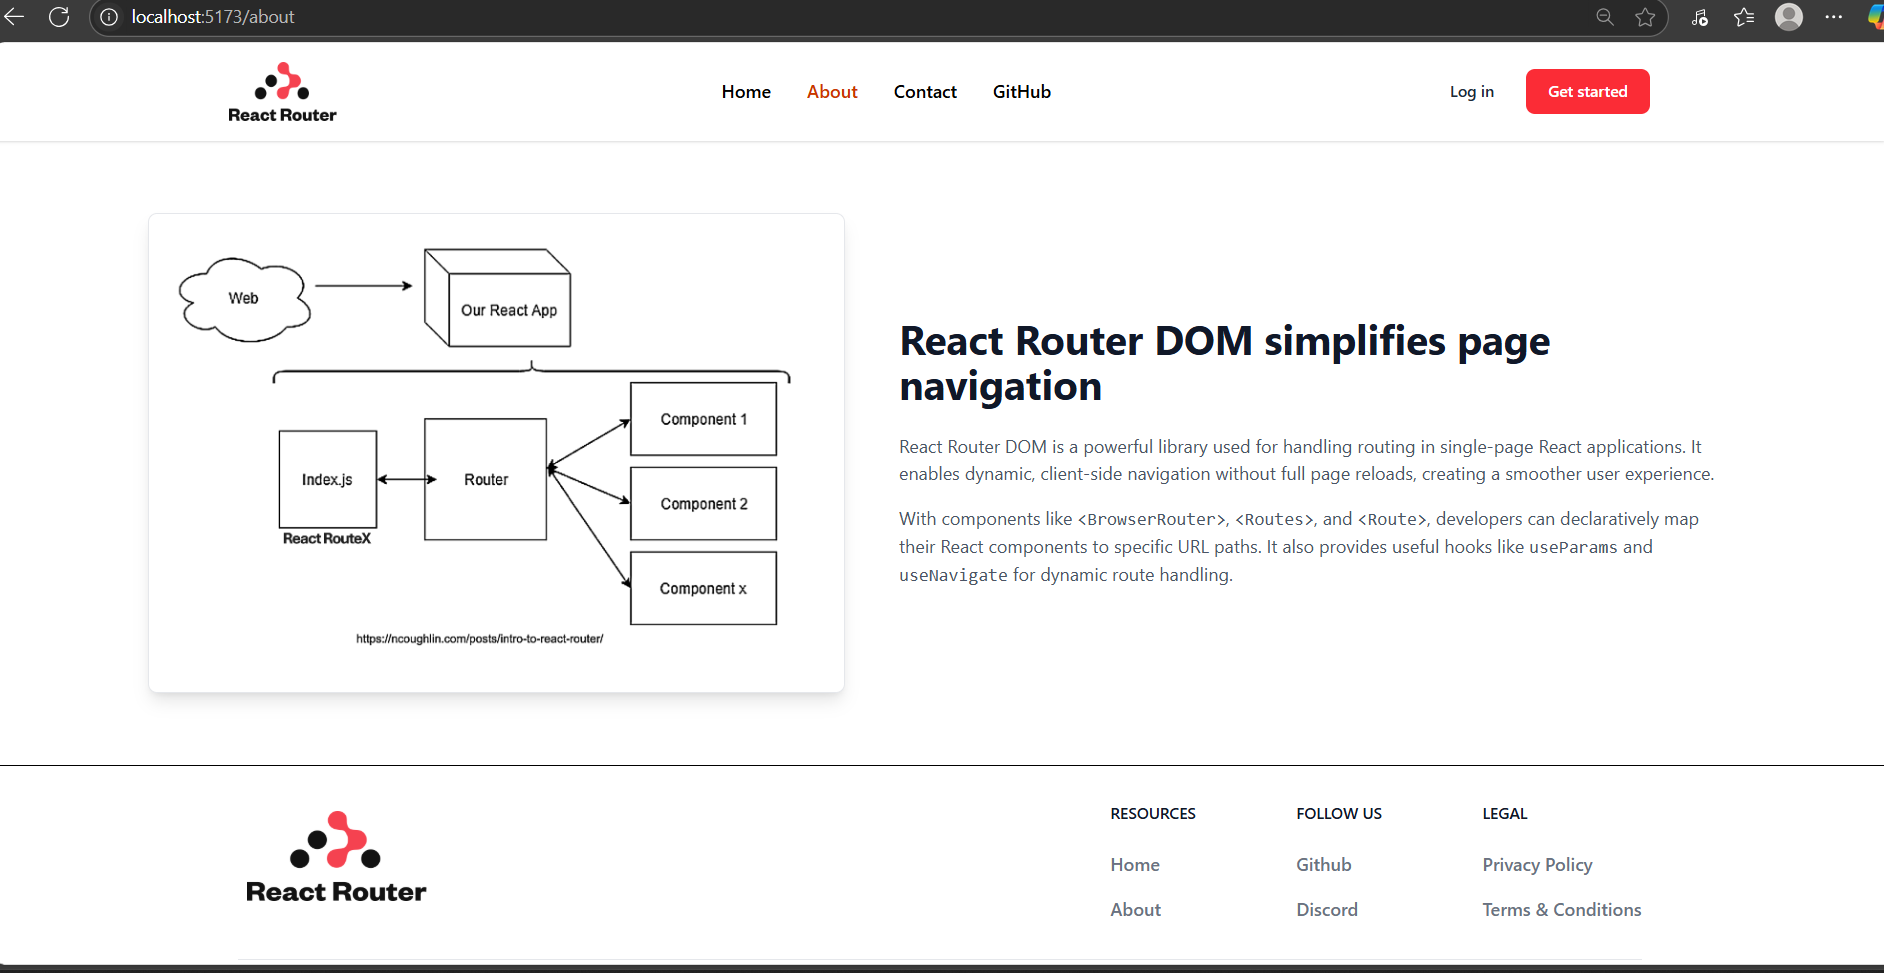 localhost:5173/about
React Router
Home
About
Contact
GitHub
Log in
Get started
Web
Our React App
Component 1
Index.js
Router
Component 2
React RouteX
Component x
https://ncoughlin.com/posts/intro-to-react-router/
React Router DOM simplifies page
navigation
React Router DOM is a powerful library used for handling routing in single-page React applications. It
enables dynamic, client-side navigation without full page reloads, creating a smoother user experience.
With components like <BrowserRouter>, <Routes>, and <Route>, developers can declaratively map
their React components to specific URL paths. It also provides useful hooks like useParams and
useNavigate for dynamic route handling.
React Router
RESOURCES
Home
About
FOLLOW US
Github
Discord
LEGAL
Privacy Policy
Terms & Conditions